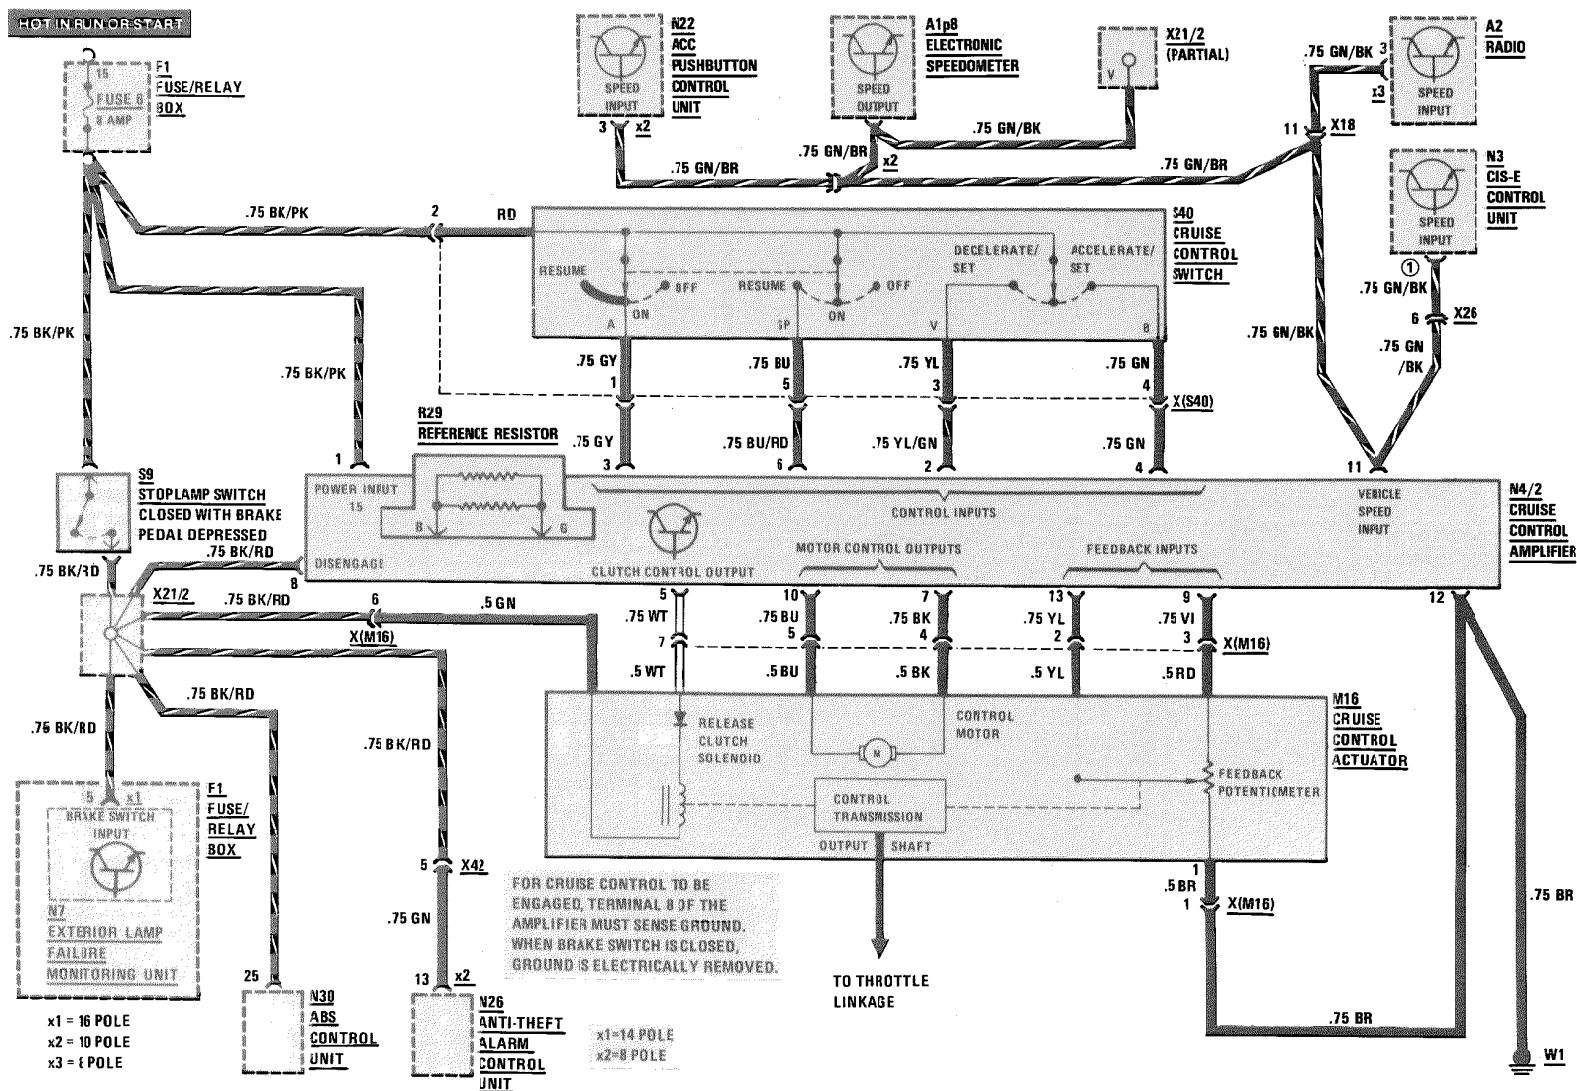 HOT IN RUN OR START
15
FUSE 6
8 AMP
F1
FUSE/RELAY
BOX
N22
ACC
PUSHBUTTON
CONTROL
UNIT
SPEED
INPUT
3
x2
A1p8
ELECTRONIC
SPEEDOMETER
SPEED
OUTPUT
x2
X21/2
(PARTIAL)
V
A2
RADIO
SPEED
INPUT
3
x3
.75 GN/BK
.75 GN/BK
.75 GN/BR
.75 GN/BR
.75 GN/BR
11
X18
N3
CIS-E
CONTROL
UNIT
SPEED
INPUT
1
.75 GN/BK
6
X26
.75 GN
/BK
.75 GN/BK
.75 BK/PK
2
RD
S40
CRUISE
CONTROL
SWITCH
RESUME
OFF
ON
A
RESUME
OFF
ON
SP
DECELERATE/
SET
ACCELERATE/
SET
V
B
.75 BK/PK
.75 BK/PK
.75 GY
1
.75 BU
5
.75 YL
3
.75 GN
4
X(S40)
R29
REFERENCE RESISTOR
.75 GY
3
.75 BU/RD
6
.75 YL/GN
2
.75 GN
4
1
11
S9
STOPLAMP SWITCH
CLOSED WITH BRAKE
PEDAL DEPRESSED
POWER INPUT
15
B
G
CONTROL INPUTS
VEHICLE
SPEED
INPUT
N4/2
CRUISE
CONTROL
AMPLIFIER
DISENGAGE
CLUTCH CONTROL OUTPUT
MOTOR CONTROL OUTPUTS
FEEDBACK INPUTS
.75 BK/RD
.75 BK/RD
8
X21/2
.75 BK/RD
6
.5 GN
X(M16)
5
.75 WT
7
.5 WT
10
.75 BU
5
.5 BU
7
.75 BK
4
.5 BK
13
.75 YL
2
.5 YL
9
.75 VI
3
X(M16)
.5 RD
12
.75 BK/RD
.75 BK/RD
.75 BK/RD
M16
CRUISE
CONTROL
ACTUATOR
RELEASE
CLUTCH
SOLENOID
CONTROL
MOTOR
M
FEEDBACK
POTENTIOMETER
CONTROL
TRANSMISSION
OUTPUT SHAFT
5
x1
BRAKE SWITCH
INPUT
F1
FUSE/
RELAY
BOX
N7
EXTERIOR LAMP
FAILURE
MONITORING UNIT
5
X42
.75 GN
FOR CRUISE CONTROL TO BE
ENGAGED, TERMINAL 8 OF THE
AMPLIFIER MUST SENSE GROUND.
WHEN BRAKE SWITCH IS CLOSED,
GROUND IS ELECTRICALLY REMOVED.
1
.5 BR
1
X(M16)
.75 BR
TO THROTTLE
LINKAGE
25
13
x2
x1 = 16 POLE
x2 = 10 POLE
x3 = 8 POLE
N30
ABS
CONTROL
UNIT
N26
ANTI-THEFT
ALARM
CONTROL
UNIT
x1=14 POLE
x2=8 POLE
.75 BR
W1